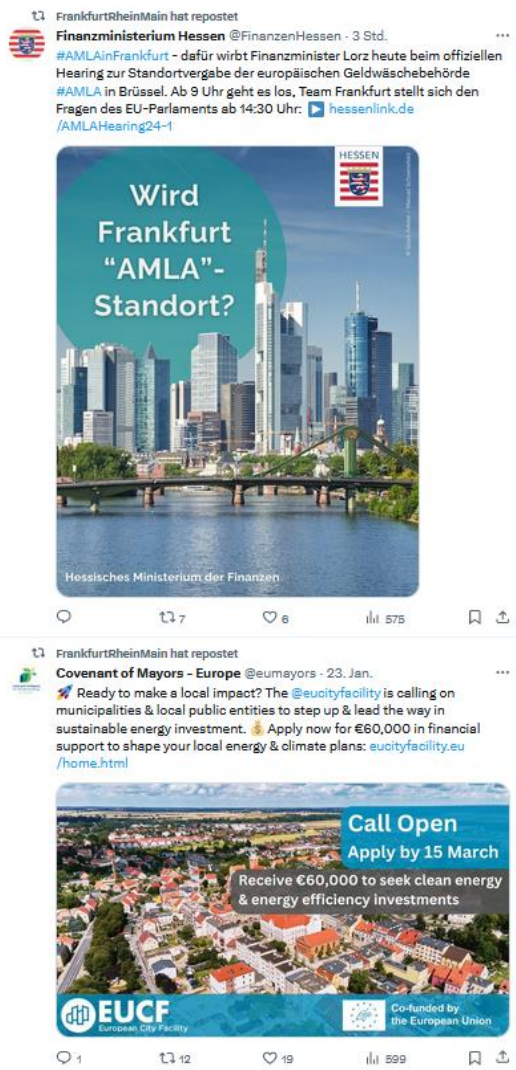 FrankfurtRheinMain hat repostet
Finanzministerium Hessen @FinanzenHessen · 3 Std.
#AMLAinFrankfurt - dafür wirbt Finanzminister Lorz heute beim offiziellen
Hearing zur Standortvergabe der europäischen Geldwäschebehörde
#AMLA in Brüssel. Ab 9 Uhr geht es los, Team Frankfurt stellt sich den
Fragen des EU-Parlaments ab 14:30 Uhr: ▶ hessenlink.de
/AMLAHearing24-1
HESSEN
Wird
Frankfurt
“AMLA”-
Standort?
Hessisches Ministerium der Finanzen
7 6 575
FrankfurtRheinMain hat repostet
Covenant of Mayors - Europe @eumayors · 23. Jan.
🚀 Ready to make a local impact? The @eucityfacility is calling on
municipalities & local public entities to step up & lead the way in
sustainable energy investment. 💰 Apply now for €60,000 in financial
support to shape your local energy & climate plans: eucityfacility.eu
/home.html
Call Open
Apply by 15 March
Receive €60,000 to seek clean energy
& energy efficiency investments
EUCF
European City Facility
Co-funded by
the European Union
1 12 19 599